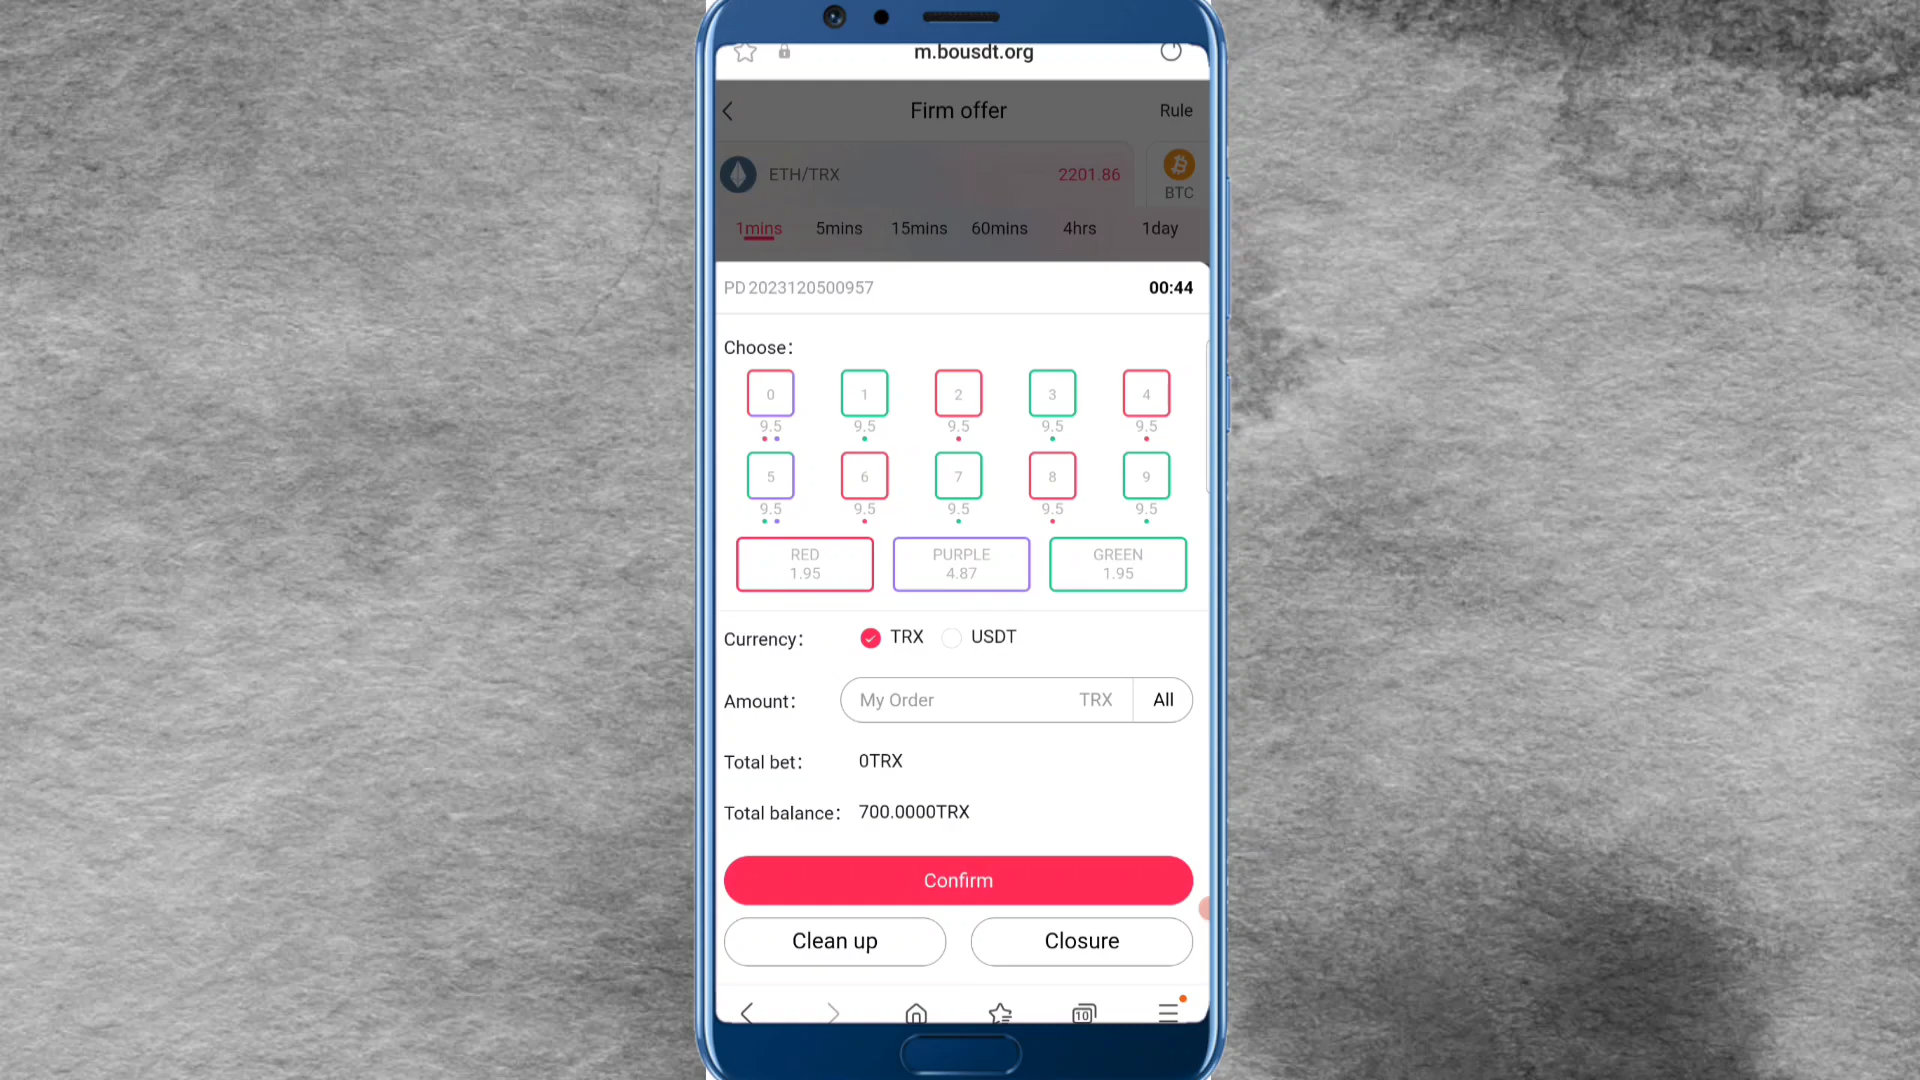 m.bousdt.org
Firm offer Rule
ETH/TRX 2201.86 BTC
1mins 5mins 15mins 60mins 4hrs 1day
PD2023120500957 00:44
Choose:
0 1 2 3 4
9.5 9.5 9.5 9.5 9.5
5 6 7 8 9
9.5 9.5 9.5 9.5 9.5
RED PURPLE GREEN
1.95 4.87 1.95
Currency: TRX USDT
Amount: My Order TRX All
Total bet: 0TRX
Total balance: 700.0000TRX
Confirm
Clean up Closure
10